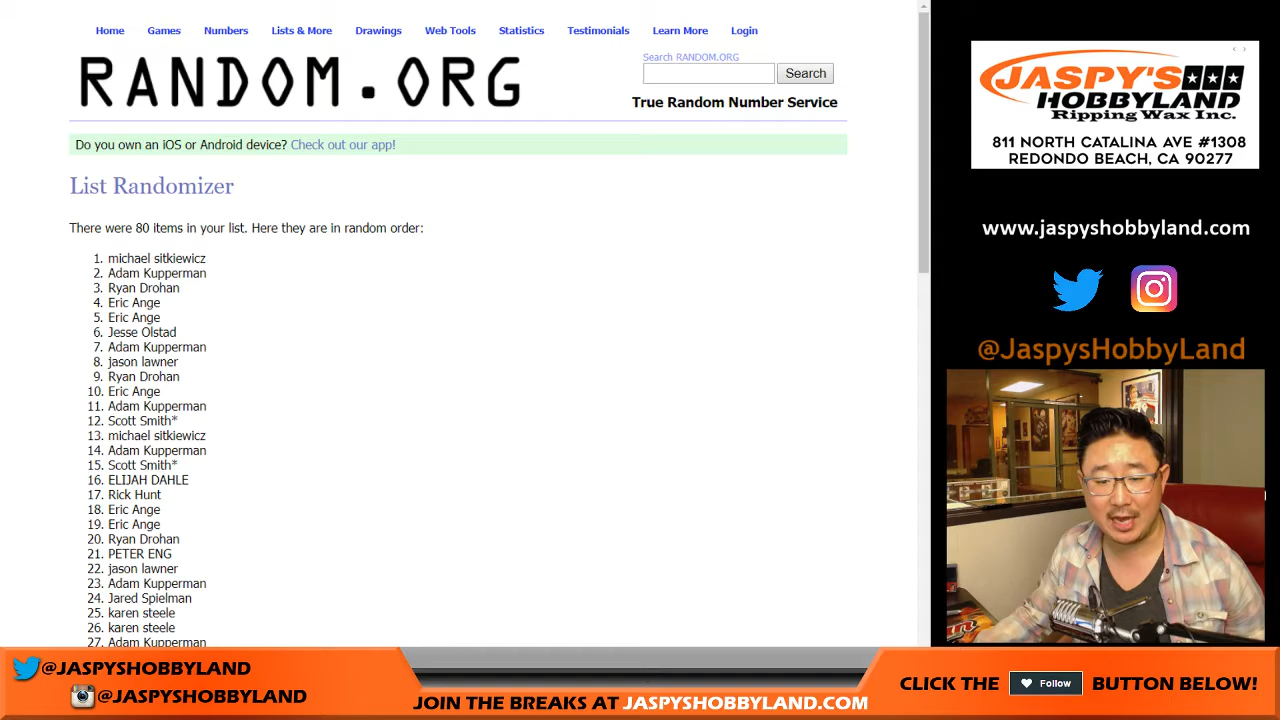 Home Games Numbers Lists & More Drawings Web Tools Statistics Testimonials Learn More Login
RANDOM.ORG
Search RANDOM.ORG
Search
True Random Number Service
Do you own an iOS or Android device? Check out our app!
List Randomizer
There were 80 items in your list. Here they are in random order:
1. michael sitkiewicz
2. Adam Kupperman
3. Ryan Drohan
4. Eric Ange
5. Eric Ange
6. Jesse Olstad
7. Adam Kupperman
8. jason lawner
9. Ryan Drohan
10. Eric Ange
11. Adam Kupperman
12. Scott Smith*
13. michael sitkiewicz
14. Adam Kupperman
15. Scott Smith*
16. ELIJAH DAHLE
17. Rick Hunt
18. Eric Ange
19. Eric Ange
20. Ryan Drohan
21. PETER ENG
22. jason lawner
23. Adam Kupperman
24. Jared Spielman
25. karen steele
26. karen steele
27. Adam Kupperman
JASPY'S
HOBBYLAND
Ripping Wax Inc.
811 NORTH CATALINA AVE #1308
REDONDO BEACH, CA 90277
www.jaspyshobbyland.com
@JaspysHobbyLand
@JASPYSHOBBYLAND
@JASPYSHOBBYLAND
JOIN THE BREAKS AT JASPYSHOBBYLAND.COM
CLICK THE Follow BUTTON BELOW!